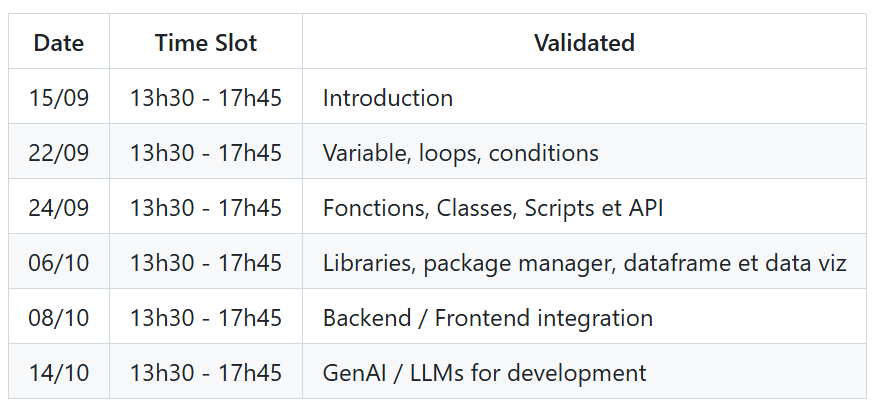 Date Time Slot Validated
15/09 13h30 - 17h45 Introduction
22/09 13h30 - 17h45 Variable, loops, conditions
24/09 13h30 - 17h45 Fonctions, Classes, Scripts et API
06/10 13h30 - 17h45 Libraries, package manager, dataframe et data viz
08/10 13h30 - 17h45 Backend / Frontend integration
14/10 13h30 - 17h45 GenAI / LLMs for development